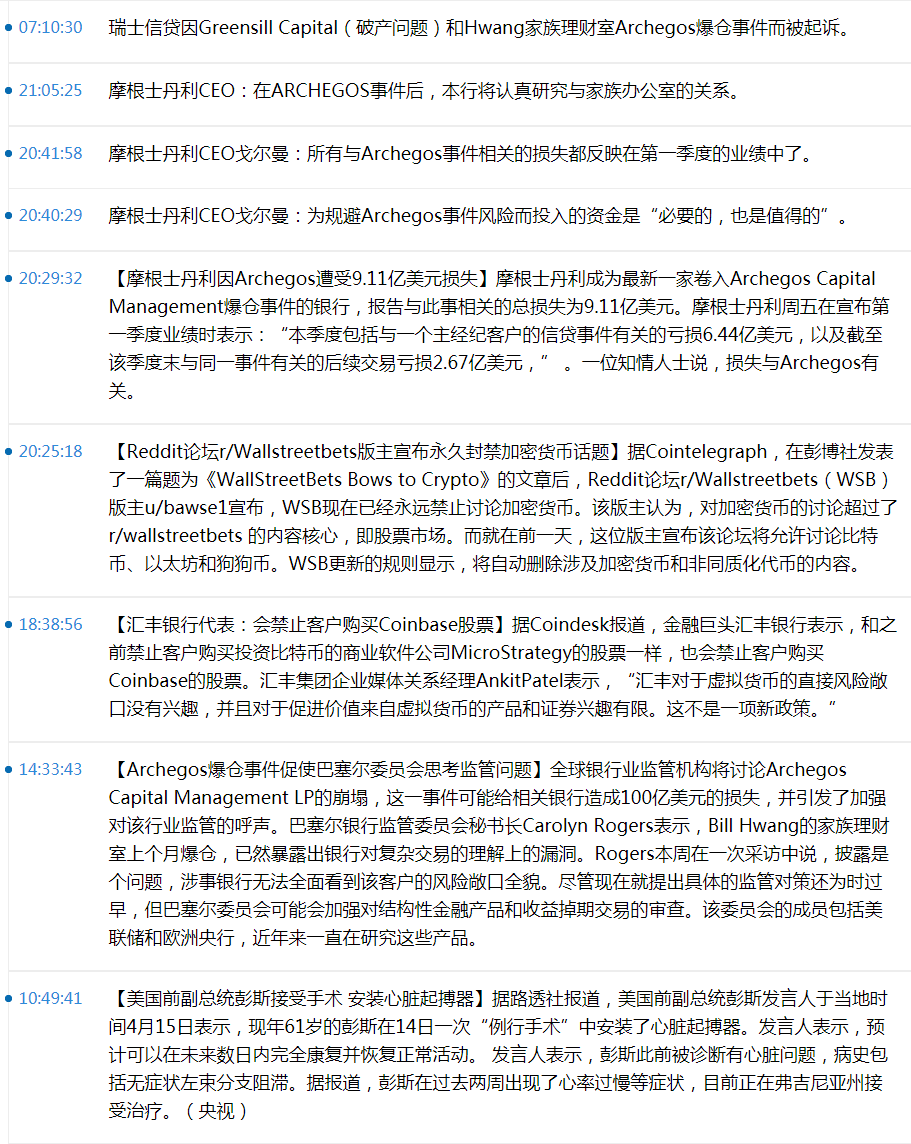 07:10:30 瑞士信贷因Greensill Capital（破产问题）和Hwang家族理财室Archegos爆仓事件而被起诉。
21:05:25 摩根士丹利CEO：在ARCHEGOS事件后，本行将认真研究与家族办公室的关系。
20:41:58 摩根士丹利CEO戈尔曼：所有与Archegos事件相关的损失都反映在第一季度的业绩中了。
20:40:29 摩根士丹利CEO戈尔曼：为规避Archegos事件风险而投入的资金是“必要的，也是值得的”。
20:29:32 【摩根士丹利因Archegos遭受9.11亿美元损失】摩根士丹利成为最新一家卷入Archegos Capital
Management爆仓事件的银行，报告与此事相关的总损失为9.11亿美元。摩根士丹利周五在宣布第
一季度业绩时表示：“本季度包括与一个主经纪客户的信贷事件有关的亏损6.44亿美元，以及截至
该季度末与同一事件有关的后续交易亏损2.67亿美元，” 。一位知情人士说，损失与Archegos有
关。
20:25:18 【Reddit论坛r/Wallstreetbets版主宣布永久封禁加密货币话题】据Cointelegraph，在彭博社发表
了一篇题为《WallStreetBets Bows to Crypto》的文章后，Reddit论坛r/Wallstreetbets（WSB）
版主u/bawse1宣布，WSB现在已经永远禁止讨论加密货币。该版主认为，对加密货币的讨论超过了
r/wallstreetbets 的内容核心，即股票市场。而就在前一天，这位版主宣布该论坛将允许讨论比特
币、以太坊和狗狗币。WSB更新的规则显示，将自动删除涉及加密货币和非同质化代币的内容。
18:38:56 【汇丰银行代表：会禁止客户购买Coinbase股票】据Coindesk报道，金融巨头汇丰银行表示，和之
前禁止客户购买投资比特币的商业软件公司MicroStrategy的股票一样，也会禁止客户购买
Coinbase的股票。汇丰集团企业媒体关系经理AnkitPatel表示，“汇丰对于虚拟货币的直接风险敞
口没有兴趣，并且对于促进价值来自虚拟货币的产品和证券兴趣有限。这不是一项新政策。”
14:33:43 【Archegos爆仓事件促使巴塞尔委员会思考监管问题】全球银行业监管机构将讨论Archegos
Capital Management LP的崩塌，这一事件可能给相关银行造成100亿美元的损失，并引发了加强
对该行业监管的呼声。巴塞尔银行监管委员会秘书长Carolyn Rogers表示，Bill Hwang的家族理财
室上个月爆仓，已然暴露出银行对复杂交易的理解上的漏洞。Rogers本周在一次采访中说，披露是
个问题，涉事银行无法全面看到该客户的风险敞口全貌。尽管现在就提出具体的监管对策还为时过
早，但巴塞尔委员会可能会加强对结构性金融产品和收益掉期交易的审查。该委员会的成员包括美
联储和欧洲央行，近年来一直在研究这些产品。
10:49:41 【美国前副总统彭斯接受手术 安装心脏起搏器】据路透社报道，美国前副总统彭斯发言人于当地时
间4月15日表示，现年61岁的彭斯在14日一次“例行手术”中安装了心脏起搏器。发言人表示，预
计可以在未来数日内完全康复并恢复正常活动。 发言人表示，彭斯此前被诊断有心脏问题，病史包
括无症状左束分支阻滞。据报道，彭斯在过去两周出现了心率过慢等症状，目前正在弗吉尼亚州接
受治疗。（央视）